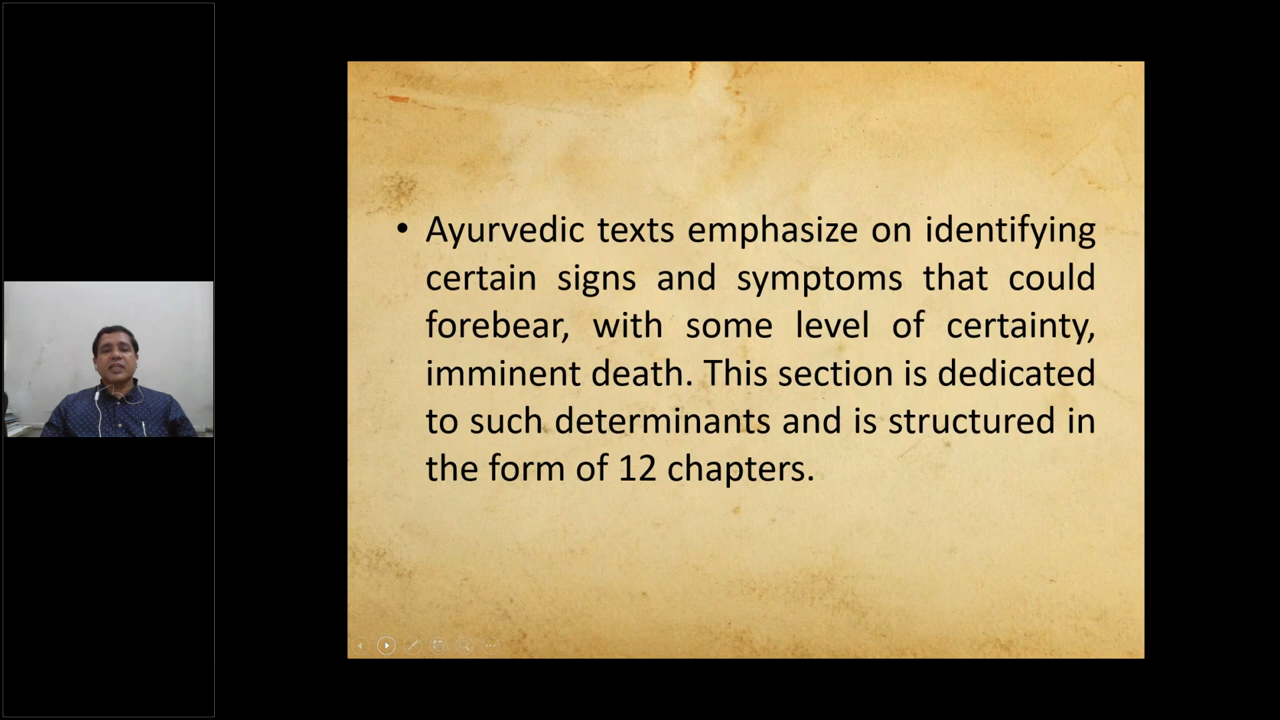 • Ayurvedic texts emphasize on identifying
certain signs and symptoms that could
forebear, with some level of certainty,
imminent death. This section is dedicated
to such determinants and is structured in
the form of 12 chapters.